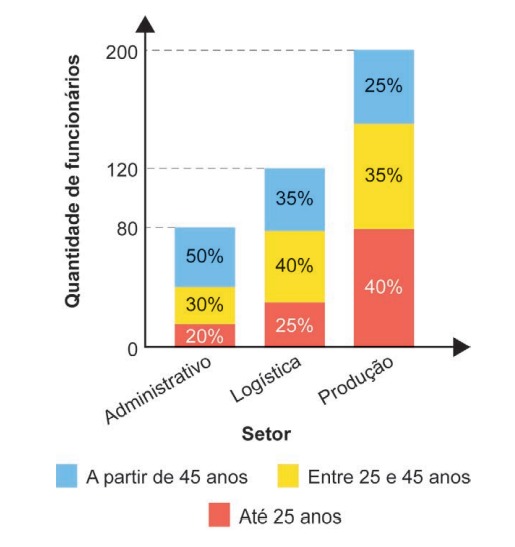 Quantidade de funcionários
200
120
80
0
25%
35%
40%
35%
40%
25%
50%
30%
20%
Administrativo
Logística
Produção
Setor
A partir de 45 anos
Entre 25 e 45 anos
Até 25 anos